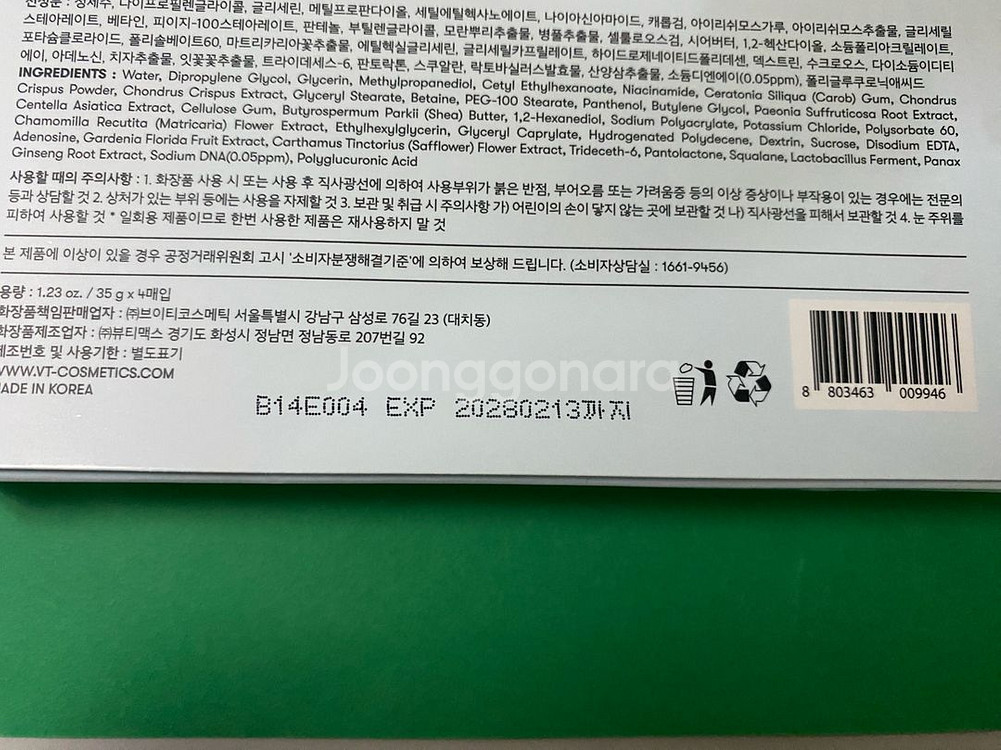 전성분 : 정제수, 다이프로필렌글라이콜, 글리세린, 메틸프로판다이올, 세틸에틸헥사노에이트, 나이아신아마이드, 캐롭검, 아이리쉬모스가루, 아이리쉬모스추출물, 글리세릴
스테아레이트, 베타인, 피이지-100스테아레이트, 판테놀, 부틸렌글라이콜, 모란뿌리추출물, 병풀추출물, 셀룰로오스검, 시어버터, 1,2-헥산다이올, 소듐폴리아크릴레이트,
포타슘클로라이드, 폴리솔베이트60, 마트리카리아꽃추출물, 에틸헥실글리세린, 글리세릴카프릴레이트, 하이드로제네이티드폴리데센, 덱스트린, 수크로오스, 다이소듐이디티
에이, 아데노신, 치자추출물, 잇꽃꽃추출물, 트라이데세스-6, 판토락톤, 스쿠알란, 락토바실러스발효물, 산양삼추출물, 소듐디엔에이(0.05ppm), 폴리글루쿠로닉애씨드
INGREDIENTS : Water, Dipropylene Glycol, Glycerin, Methylpropanediol, Cetyl Ethylhexanoate, Niacinamide, Ceratonia Siliqua (Carob) Gum, Chondrus
Crispus Powder, Chondrus Crispus Extract, Glyceryl Stearate, Betaine, PEG-100 Stearate, Panthenol, Butylene Glycol, Paeonia Suffruticosa Root Extract,
Centella Asiatica Extract, Cellulose Gum, Butyrospermum Parkii (Shea) Butter, 1,2-Hexanediol, Sodium Polyacrylate, Potassium Chloride, Polysorbate 60,
Chamomilla Recutita (Matricaria) Flower Extract, Ethylhexylglycerin, Glyceryl Caprylate, Hydrogenated Polydecene, Dextrin, Sucrose, Disodium EDTA,
Adenosine, Gardenia Florida Fruit Extract, Carthamus Tinctorius (Safflower) Flower Extract, Trideceth-6, Pantolactone, Squalane, Lactobacillus Ferment, Panax
Ginseng Root Extract, Sodium DNA(0.05ppm), Polyglucuronic Acid
사용할 때의 주의사항 : 1. 화장품 사용 시 또는 사용 후 직사광선에 의하여 사용부위가 붉은 반점, 부어오름 또는 가려움증 등의 이상 증상이나 부작용이 있는 경우에는 전문의
등과 상담할 것 2. 상처가 있는 부위 등에는 사용을 자제할 것 3. 보관 및 취급 시 주의사항 가) 어린이의 손이 닿지 않는 곳에 보관할 것 나) 직사광선을 피해서 보관할 것 4. 눈 주위를
피하여 사용할 것 * 일회용 제품이므로 한번 사용한 제품은 재사용하지 말 것
본 제품에 이상이 있을 경우 공정거래위원회 고시 '소비자분쟁해결기준'에 의하여 보상해 드립니다. (소비자상담실 : 1661-9456)
용량 : 1.23 oz. / 35 g x 4매입
화장품책임판매업자 : ㈜브이티코스메틱 서울특별시 강남구 삼성로 76길 23 (대치동)
화장품제조업자 : ㈜뷰티맥스 경기도 화성시 정남면 정남동로 207번길 92
제조번호 및 사용기한 : 별도표기
WWW.VT-COSMETICS.COM
MADE IN KOREA
Joonggonara
B14E004 EXP 20280213까지
8 803463 009946